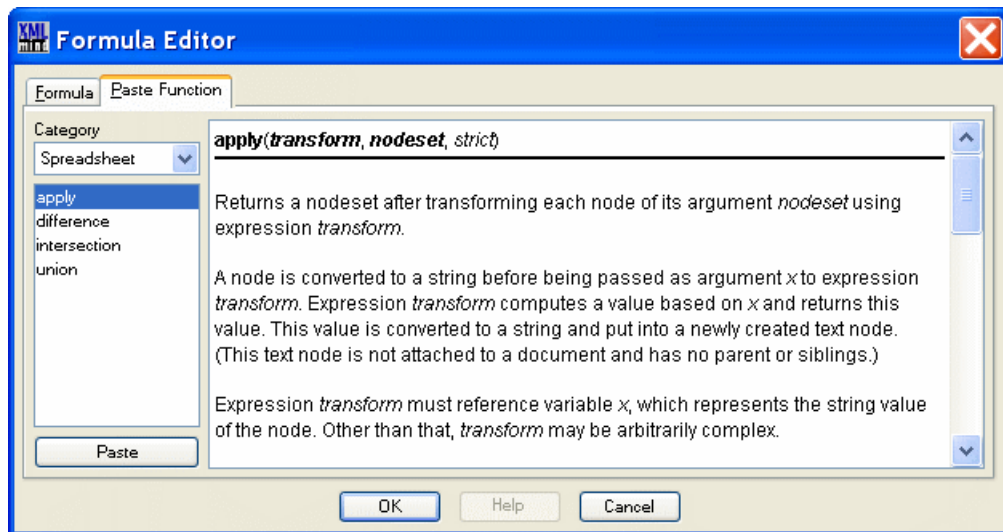 XML
mind
Formula Editor
Formula
Paste Function
Category
Spreadsheet
apply
difference
intersection
union
Paste
apply(transform, nodeset, strict)
Returns a nodeset after transforming each node of its argument nodeset using
expression transform.
A node is converted to a string before being passed as argument x to expression
transform. Expression transform computes a value based on x and returns this
value. This value is converted to a string and put into a newly created text node.
(This text node is not attached to a document and has no parent or siblings.)
Expression transform must reference variable x, which represents the string value
of the node. Other than that, transform may be arbitrarily complex.
OK
Help
Cancel